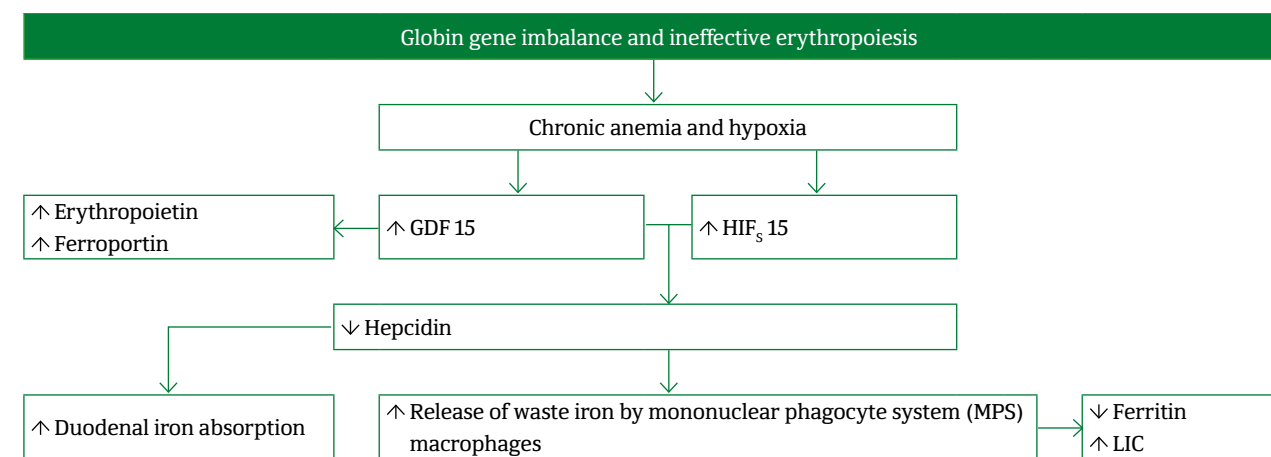 Globin gene imbalance and ineffective erythropoiesis
Chronic anemia and hypoxia
↑ Erythropoietin
↑ Ferroportin
↑ GDF 15
↑ HIFS 15
↓ Hepcidin
↑ Duodenal iron absorption
↑ Release of waste iron by mononuclear phagocyte system (MPS)
macrophages
↓ Ferritin
↑ LIC